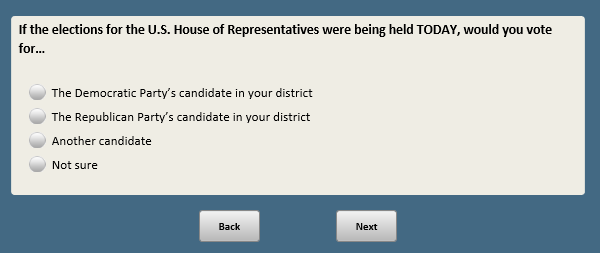 If the elections for the U.S. House of Representatives were being held TODAY, would you vote
for...
The Democratic Party's candidate in your district
The Republican Party's candidate in your district
Another candidate
Not sure
Back
Next